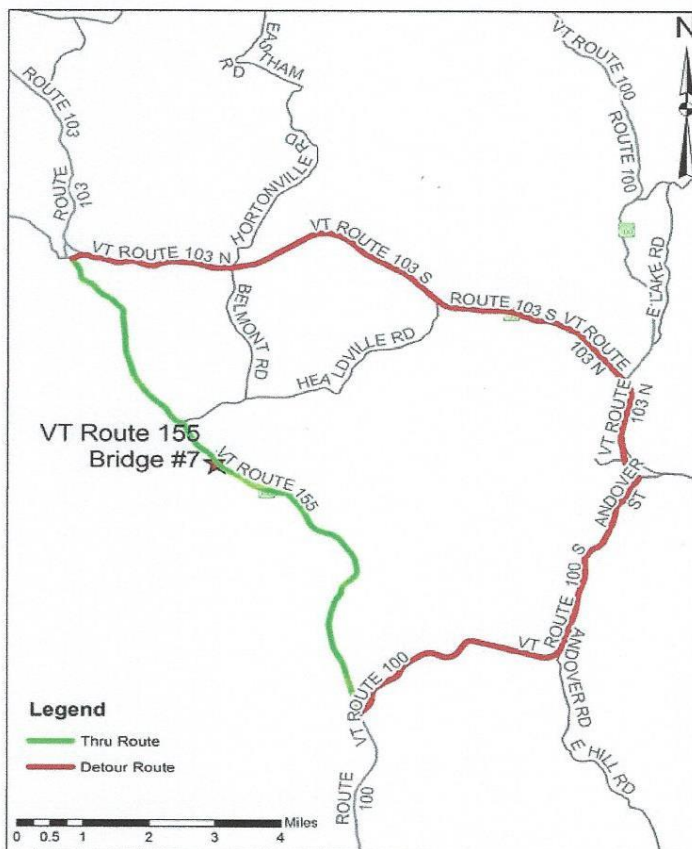 N
EASTHAM RD
VT ROUTE 100
ROUTE 100
ROUTE 103
ROUTE 103
HORTONVILLE RD
VT ROUTE 103 N
VT ROUTE 103 S
ROUTE 103 S
VT ROUTE 103 N
E LAKE RD
BELMONT RD
HEALDVILLE RD
VT ROUTE 103 N
VT Route 155
Bridge #7
VT ROUTE 155
ANDOVER ST
VT ROUTE 100 S
VT ROUTE 100
ANDOVER RD
E HILL RD
ROUTE 100
Legend
Thru Route
Detour Route
0 0.5 1 2 3 4 Miles